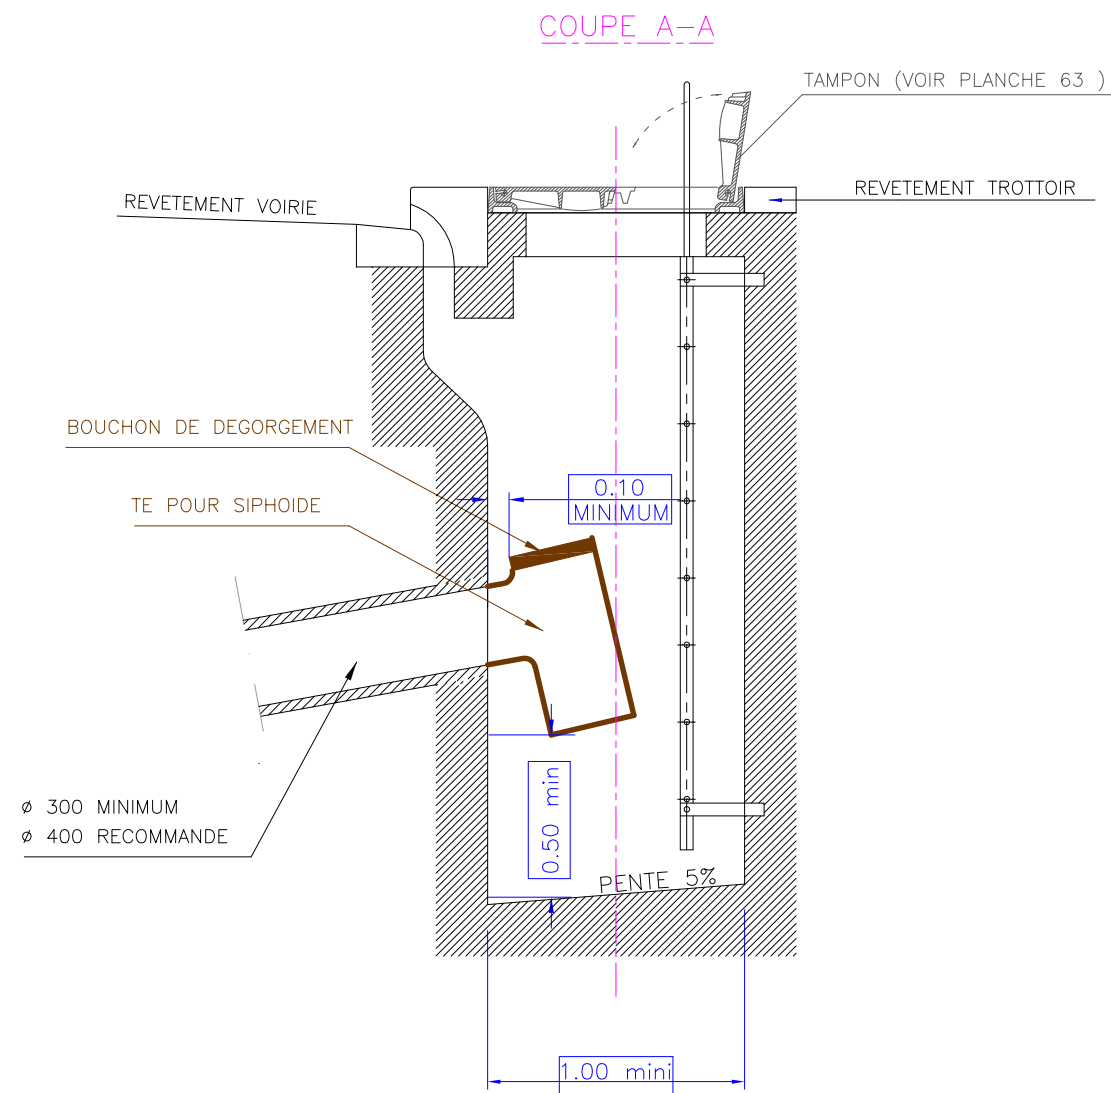 COUPE A-A
TAMPON (VOIR PLANCHE 63 )
REVETEMENT VOIRIE
REVETEMENT TROTTOIR
BOUCHON DE DEGORGEMENT
0.10
MINIMUM
TE POUR SIPHOIDE
ø 300 MINIMUM
ø 400 RECOMMANDE
0.50 min
PENTE 5%
1.00 mini